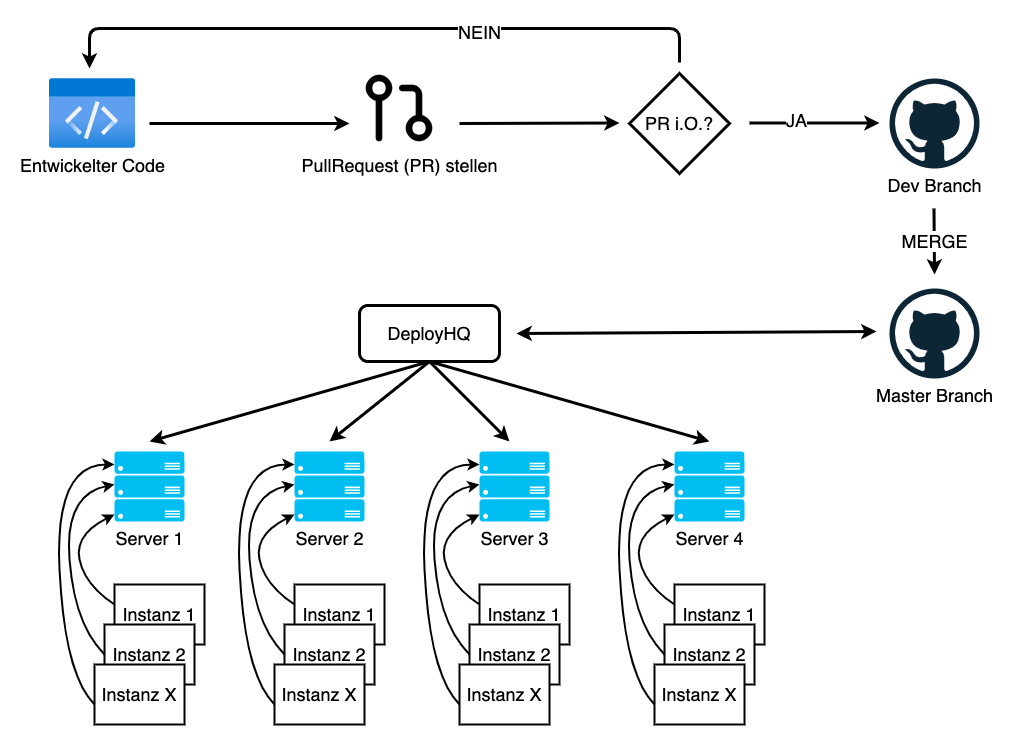 NEIN
PR i.O.?
JA
Entwickelter Code
PullRequest (PR) stellen
Dev Branch
MERGE
DeployHQ
Master Branch
Server 1
Server 2
Server 3
Server 4
Instanz 1
Instanz 1
Instanz 1
Instanz 1
Instanz 2
Instanz 2
Instanz 2
Instanz 2
Instanz X
Instanz X
Instanz X
Instanz X